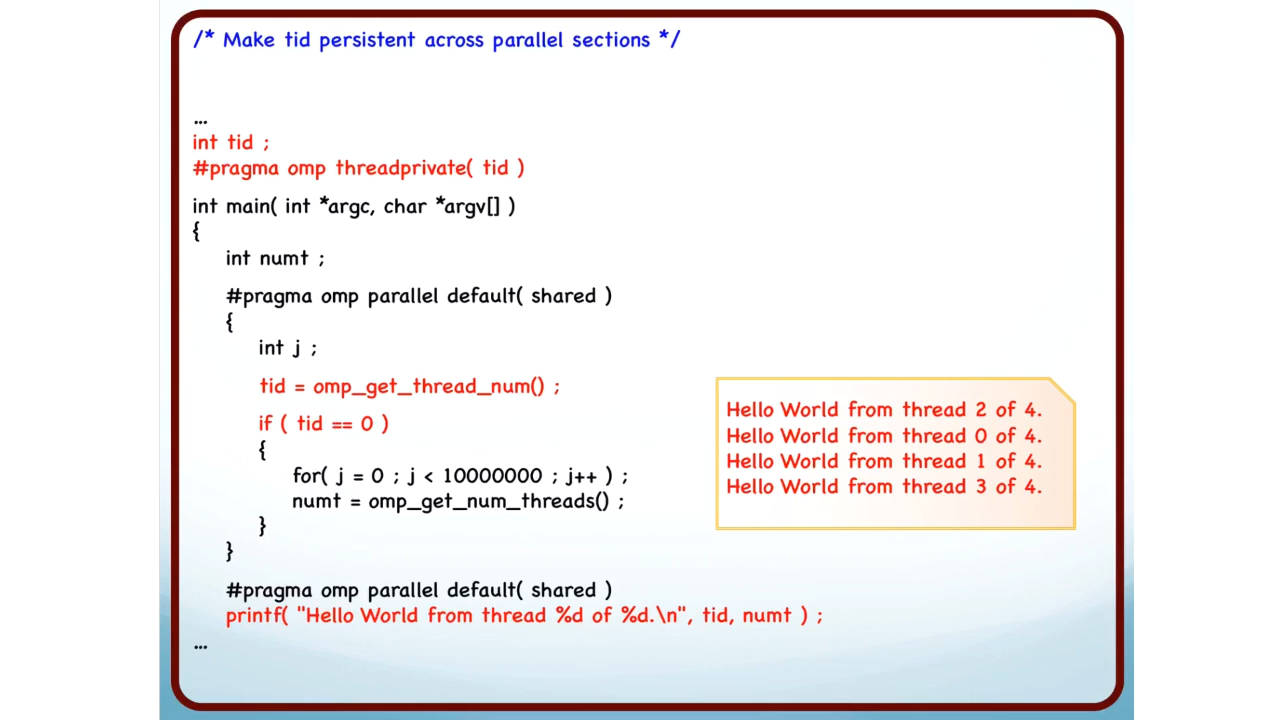 /* Make tid persistent across parallel sections */
...
int tid ;
#pragma omp threadprivate( tid )
int main( int *argc, char *argv[] )
{
int numt ;
#pragma omp parallel default( shared )
{
int j ;
tid = omp_get_thread_num() ;
if ( tid == 0 )
{
for( j = 0 ; j < 10000000 ; j++ ) ;
numt = omp_get_num_threads() ;
}
}
#pragma omp parallel default( shared )
printf( "Hello World from thread %d of %d.\n", tid, numt ) ;
...
Hello World from thread 2 of 4.
Hello World from thread 0 of 4.
Hello World from thread 1 of 4.
Hello World from thread 3 of 4.